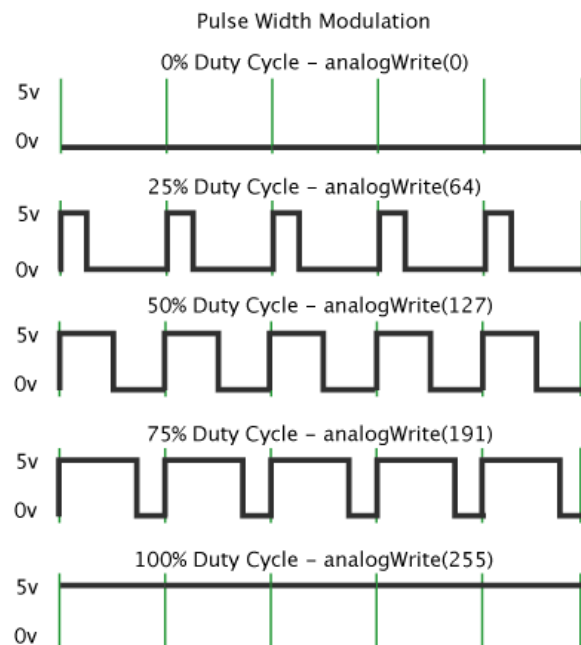 Pulse Width Modulation
0% Duty Cycle – analogWrite(0)
5v
0v
25% Duty Cycle – analogWrite(64)
5v
0v
50% Duty Cycle – analogWrite(127)
5v
0v
75% Duty Cycle – analogWrite(191)
5v
0v
100% Duty Cycle – analogWrite(255)
5v
0v